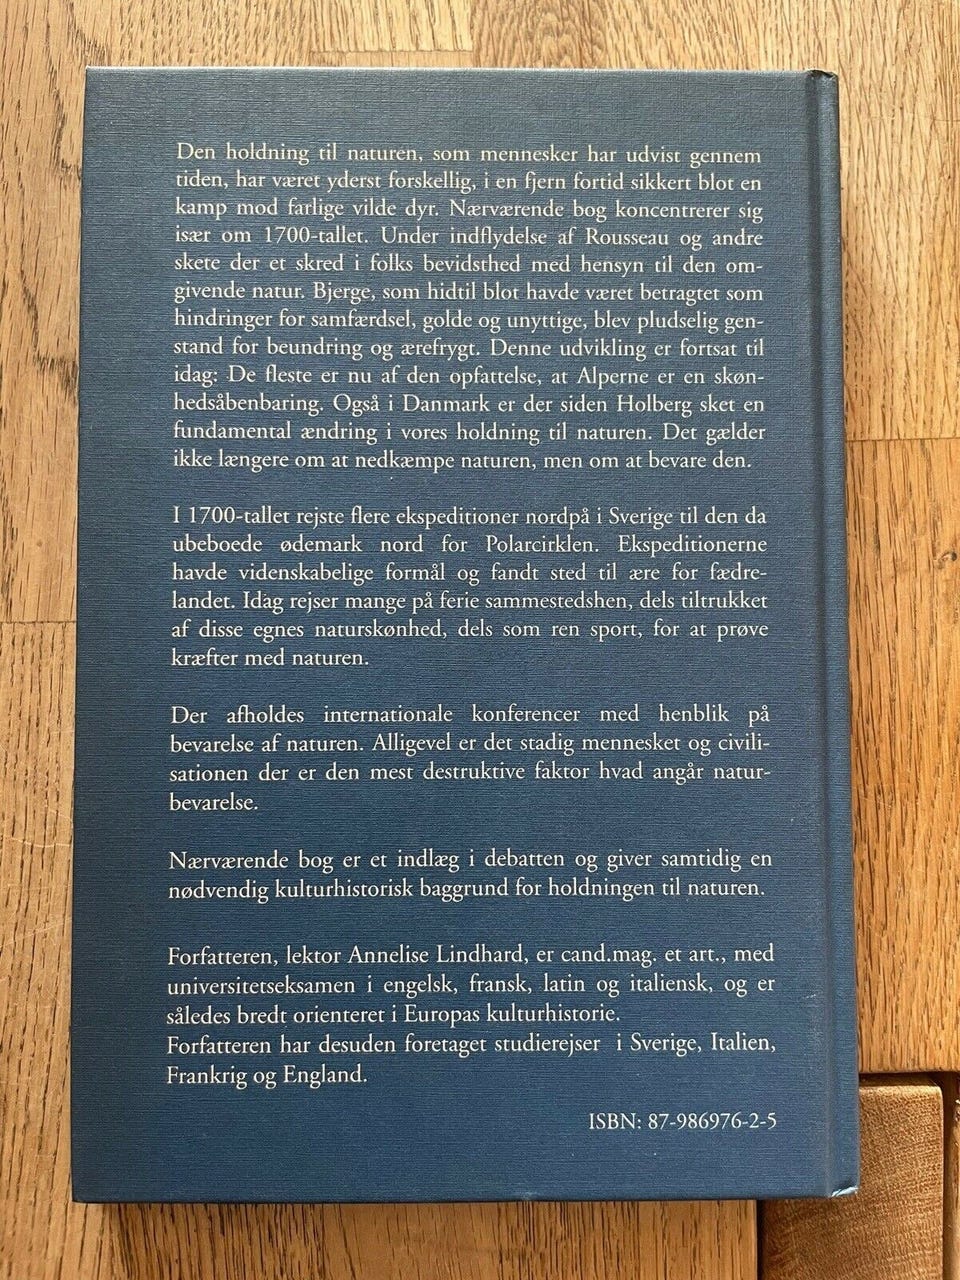 Den holdning til naturen, som mennesker har udvist gennem
tiden, har været yderst forskellig, i en fjern fortid sikkert blot en
kamp mod farlige vilde dyr. Nærværende bog koncentrerer sig
især om 1700-tallet. Under indflydelse af Rousseau og andre
skete der et skred i folks bevidsthed med hensyn til den om-
givende natur. Bjerge, som hidtil blot havde været betragtet som
hindringer for samfærdsel, golde og unyttige, blev pludselig gen-
stand for beundring og ærefrygt. Denne udvikling er fortsat til
idag: De fleste er nu af den opfattelse, at Alperne er en skøn-
hedsåbenbaring. Også i Danmark er der siden Holberg sket en
fundamental ændring i vores holdning til naturen. Det gælder
ikke længere om at nedkæmpe naturen, men om at bevare den.
I 1700-tallet rejste flere ekspeditioner nordpå i Sverige til den da
ubeboede ødemark nord for Polarcirklen. Ekspeditionerne
havde videnskabelige formål og fandt sted til ære for fædre-
landet. Idag rejser mange på ferie sammestedshen, dels tiltrukket
af disse egnes naturskønhed, dels som ren sport, for at prøve
kræfter med naturen.
Der afholdes internationale konferencer med henblik på
bevarelse af naturen. Alligevel er det stadig mennesket og civili-
sationen der er den mest destruktive faktor hvad angår natur-
bevarelse.
Nærværende bog er et indlæg i debatten og giver samtidig en
nødvendig kulturhistorisk baggrund for holdningen til naturen.
Forfatteren, lektor Annelise Lindhard, er cand.mag. et art., med
universitetseksamen i engelsk, fransk, latin og italiensk, og er
således bredt orienteret i Europas kulturhistorie.
Forfatteren har desuden foretaget studierejser i Sverige, Italien,
Frankrig og England.
ISBN: 87-986976-2-5